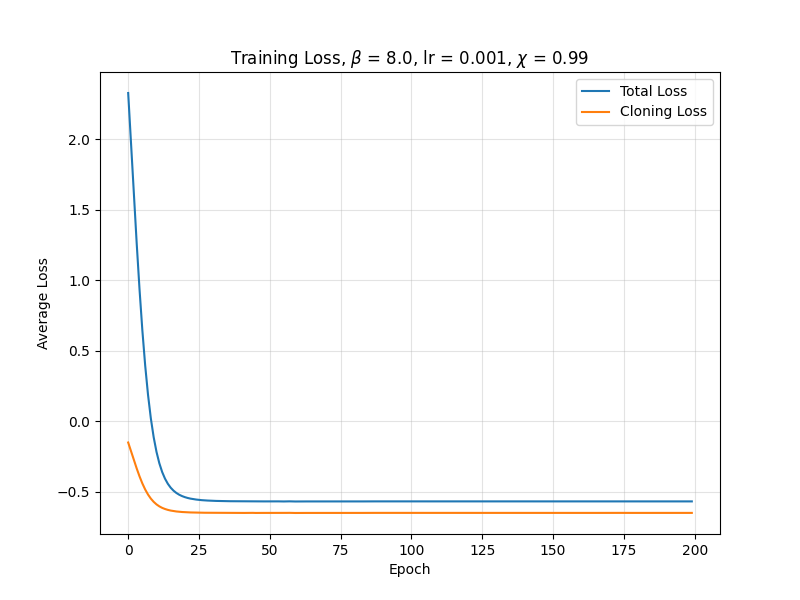 Training Loss, β = 8.0, lr = 0.001, χ = 0.99
Total Loss
Cloning Loss
2.0
1.5
1.0
0.5
0.0
−0.5
Average Loss
0 25 50 75 100 125 150 175 200
Epoch